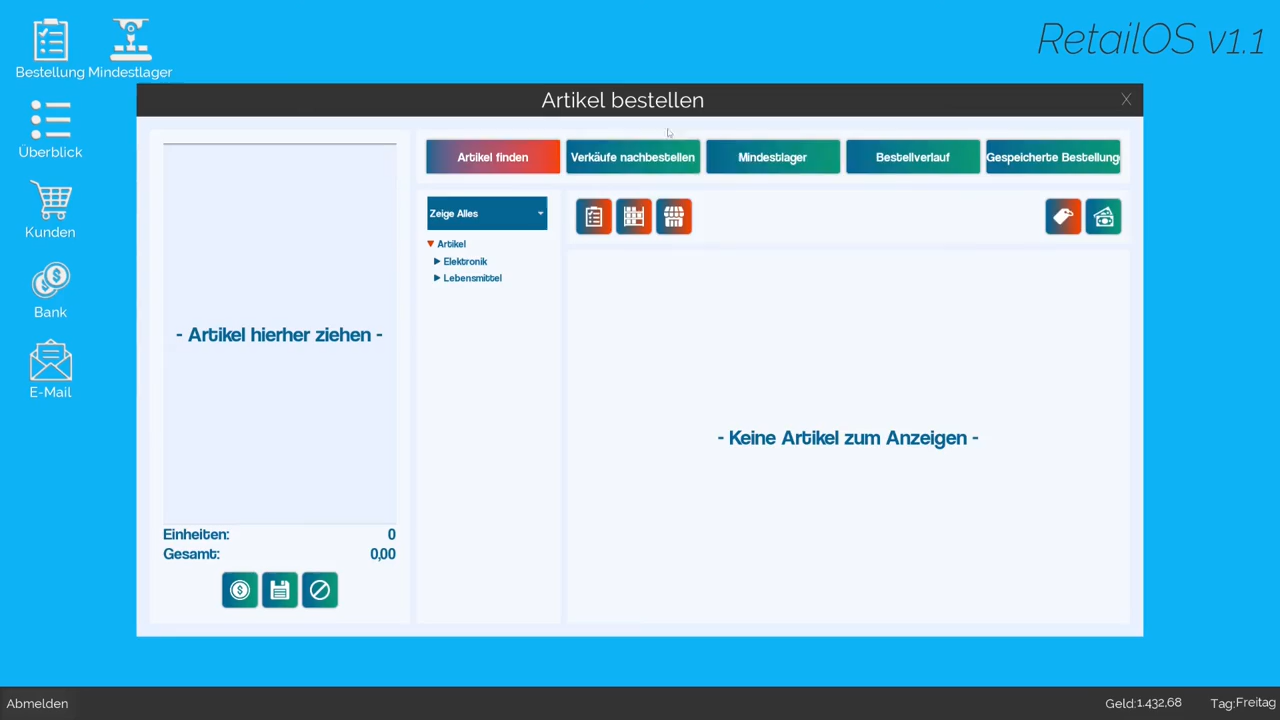 RetailOS v1.1
Bestellung
Mindestlager
Überblick
Kunden
Bank
E-Mail
Artikel bestellen
X
Artikel finden
Verkäufe nachbestellen
Mindestlager
Bestellverlauf
Gespeicherte Bestellung
Zeige Alles
Artikel
Elektronik
Lebensmittel
- Artikel hierher ziehen -
- Keine Artikel zum Anzeigen -
Einheiten: 0
Gesamt: 0,00
Abmelden
Geld: 1.432,68
Tag: Freitag